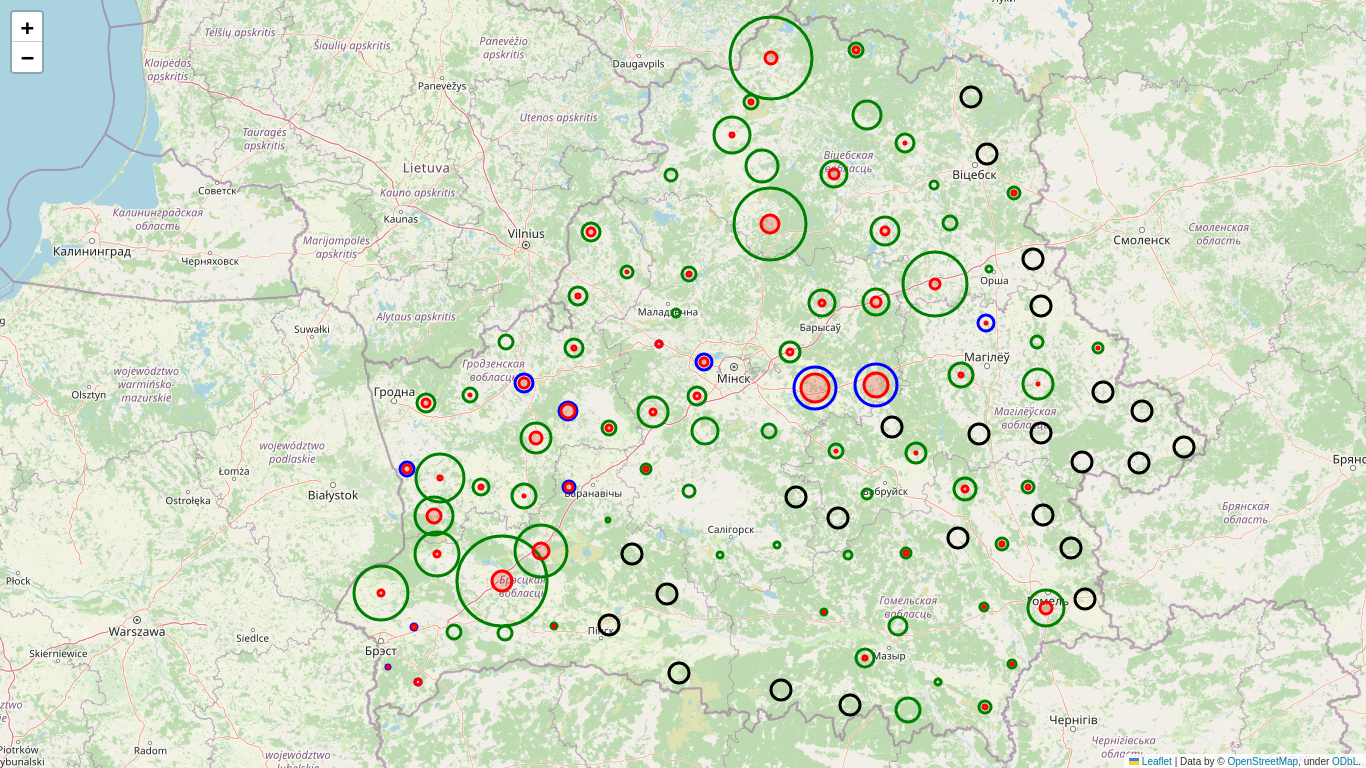 +
−
Луки
Telšių apskritis
Šiaulių apskritis
Panevėžio
apskritis
Klaipėdos
apskritis
Daugavpils
Panevėžys
Utenos apskritis
Tauragės
apskritis
Lietuva
Віцебская
вобласць
Віцебск
Советск
Kauno apskritis
Калининградская
область
Kaunas
Marijampolės
apskritis
Vilnius
Смоленск
Смоленская
область
Калининград
Черняховск
Орша
Alytaus apskritis
Маладзечна
Suwałki
Барысаў
Гродзенская
вобласць
Мінск
Магілёў
województwo
warmińsko-
mazurskie
Olsztyn
Гродна
Магілёўская
вобласць
województwo
podlaskie
Łomża
Брянс
Ostrołęka
Białystok
Баранавічы
Бабруйск
Брянская
область
Салігорск
Płock
Брэсцкая
вобласць
Гомельская
вобласць
Гомель
Warszawa
Siedlce
Пінск
Skierniewice
Брэст
Мазыр
Чернігів
Чернігівська
область
Piotrków
rybunalski
Radom
województwo
lubelskie
Leaflet | Data by © OpenStreetMap, under ODbL.